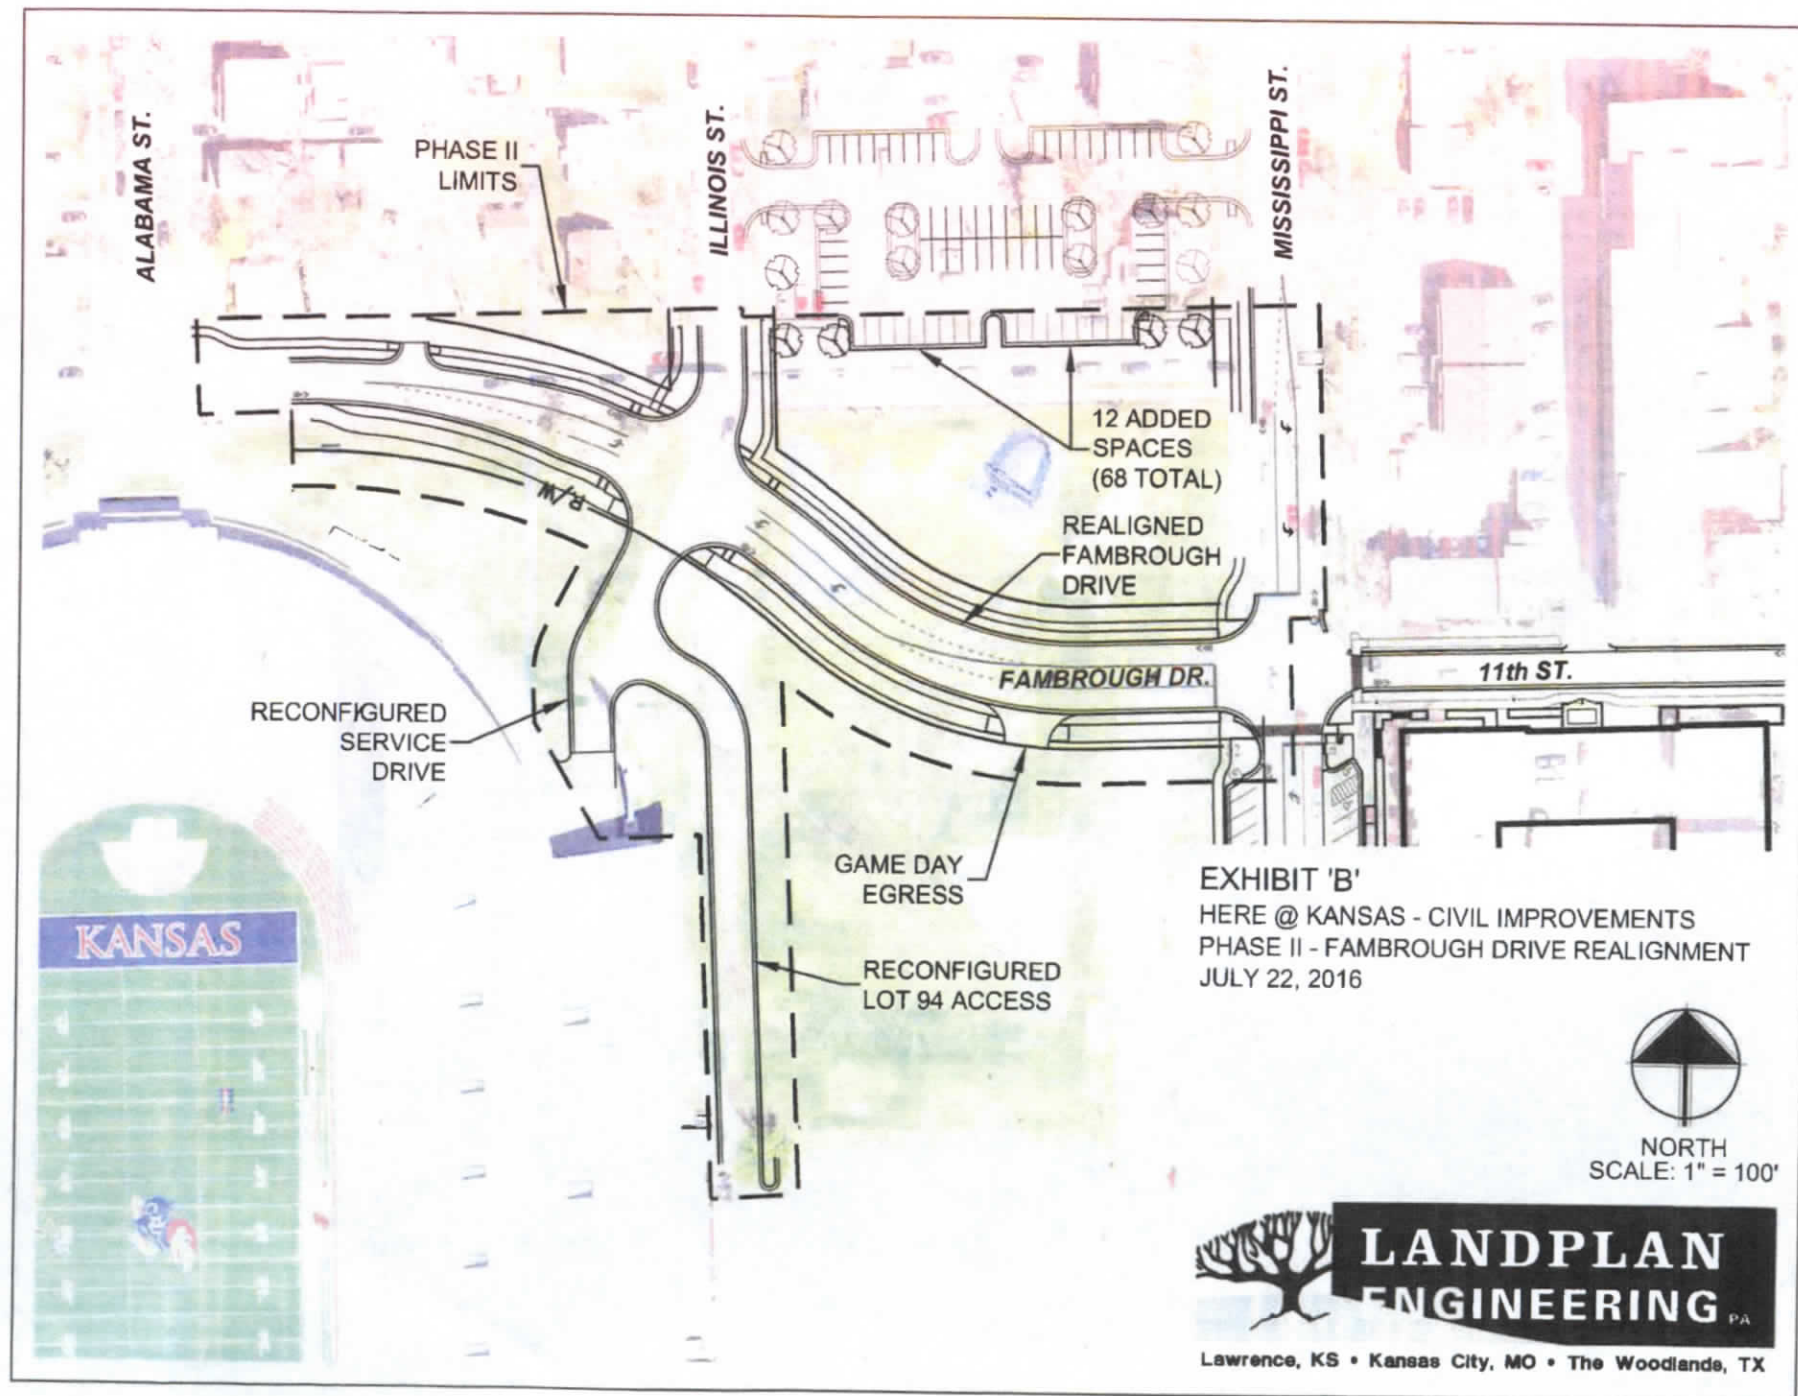 ALABAMA ST.
PHASE II
LIMITS
ILLINOIS ST.
MISSISSIPPI ST.
12 ADDED
SPACES
(68 TOTAL)
R/W
REALIGNED
FAMBROUGH
DRIVE
FAMBROUGH DR.
11th ST.
RECONFIGURED
SERVICE
DRIVE
GAME DAY
EGRESS
RECONFIGURED
LOT 94 ACCESS
KANSAS
EXHIBIT 'B'
HERE @ KANSAS - CIVIL IMPROVEMENTS
PHASE II - FAMBROUGH DRIVE REALIGNMENT
JULY 22, 2016
NORTH
SCALE: 1" = 100'
LANDPLAN
ENGINEERING PA
Lawrence, KS • Kansas City, MO • The Woodlands, TX